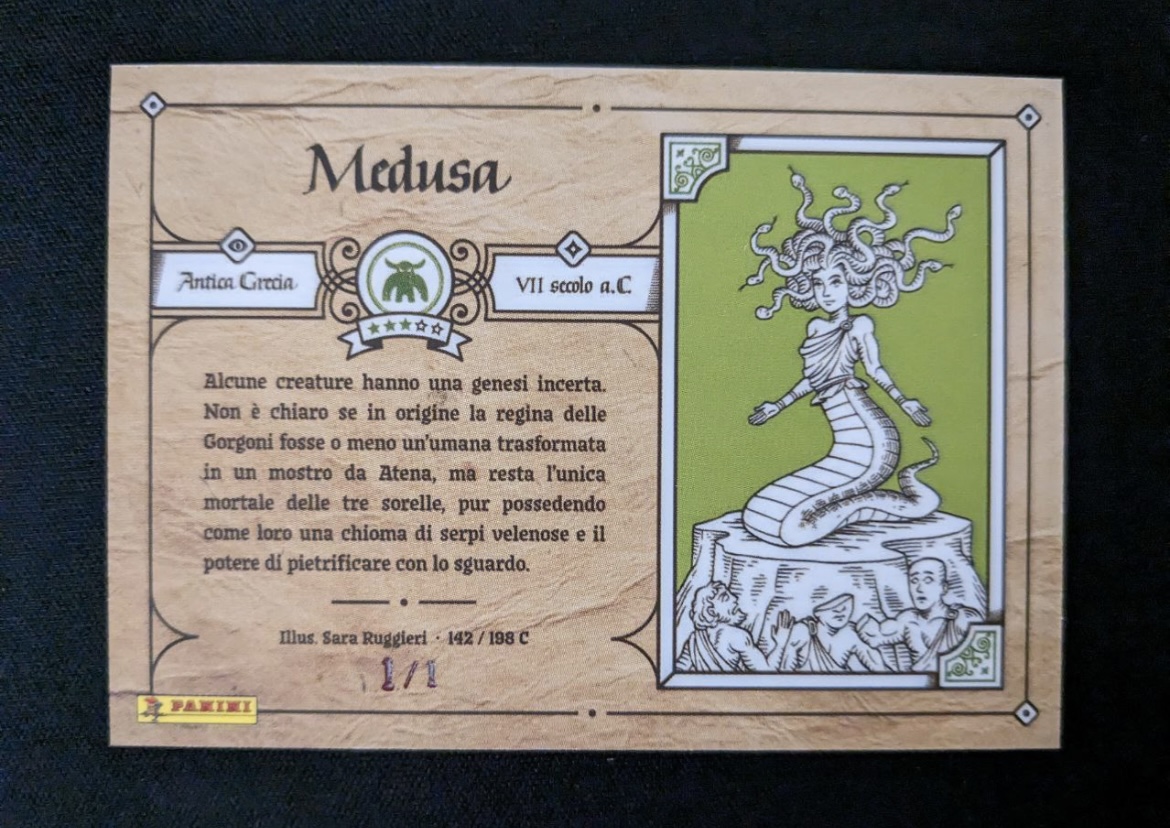 Medusa
Antica Grecia
VII secolo a.C.
Alcune creature hanno una genesi incerta.
Non è chiaro se in origine la regina delle
Gorgoni fosse o meno un'umana trasformata
in un mostro da Atena, ma resta l'unica
mortale delle tre sorelle, pur possedendo
come loro una chioma di serpi velenose e il
potere di pietrificare con lo sguardo.
Illus. Sara Ruggieri · 142 / 198 C
1/1
PANINI